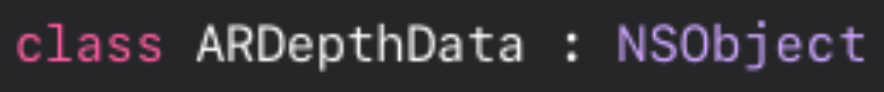 class ARDepthData : NSObject